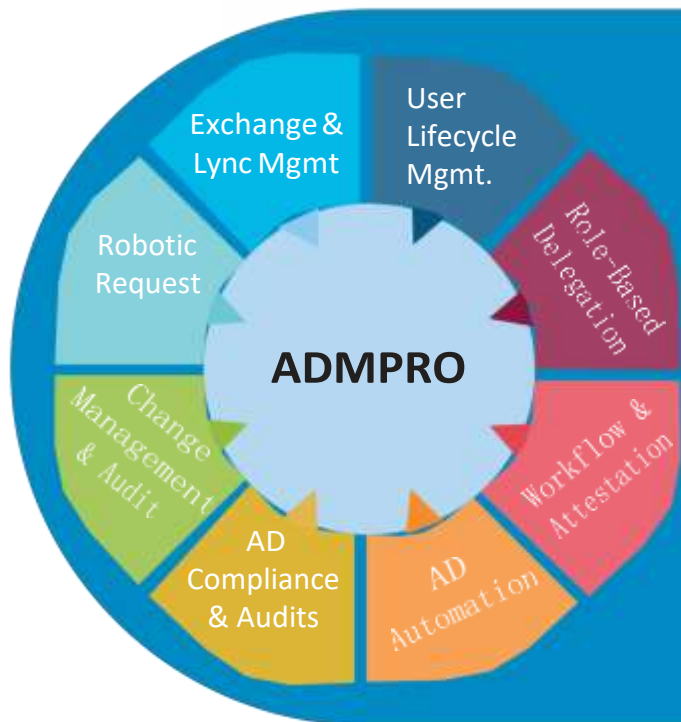 Exchange &
Lync Mgmt
User
Lifecycle
Mgmt.
Role-Based
Delegation
Workflow &
Attestation
AD
Automation
AD
Compliance
& Audits
Change
Management
& Audit
Robotic
Request
ADMPRO